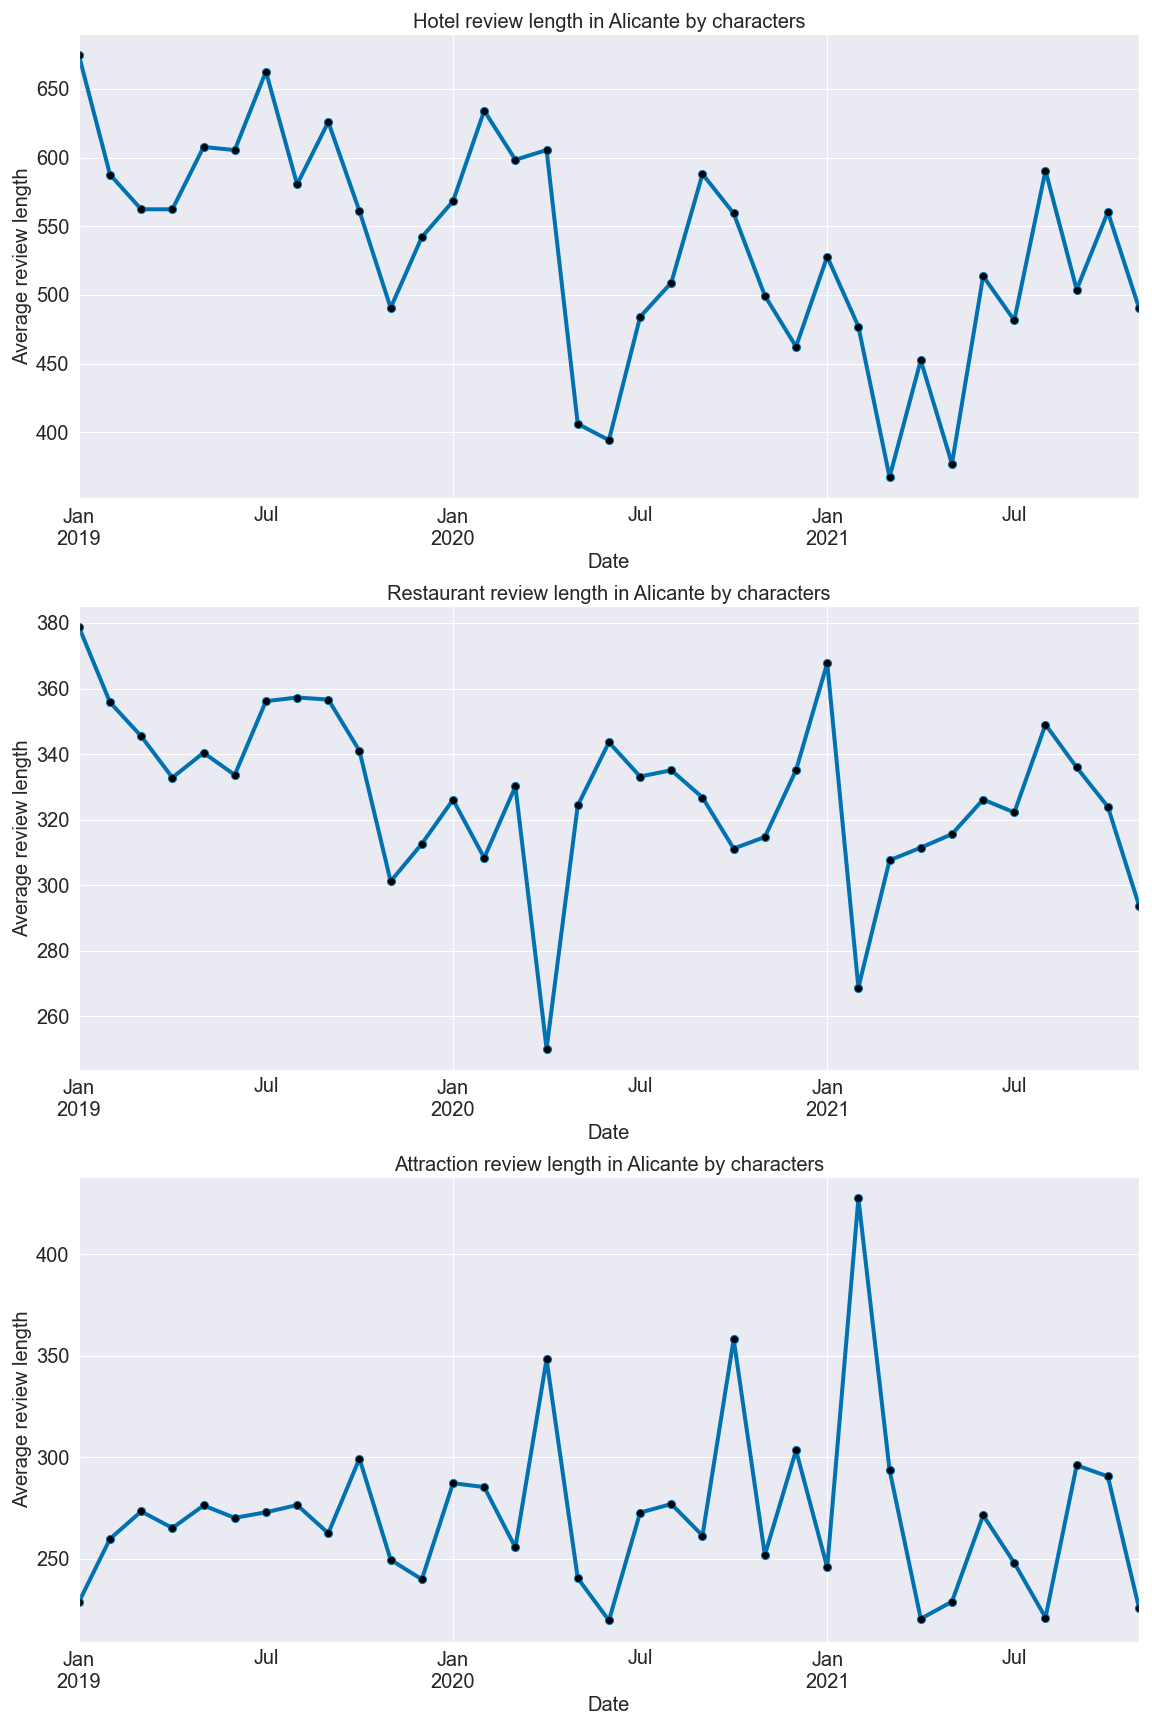 Hotel review length in Alicante by characters
Average review length
650
600
550
500
450
400
Jan Jul Jan Jul Jan Jul
2019 2020 2021
Date
Restaurant review length in Alicante by characters
Average review length
380
360
340
320
300
280
260
Jan Jul Jan Jul Jan Jul
2019 2020 2021
Date
Attraction review length in Alicante by characters
Average review length
400
350
300
250
Jan Jul Jan Jul Jan Jul
2019 2020 2021
Date